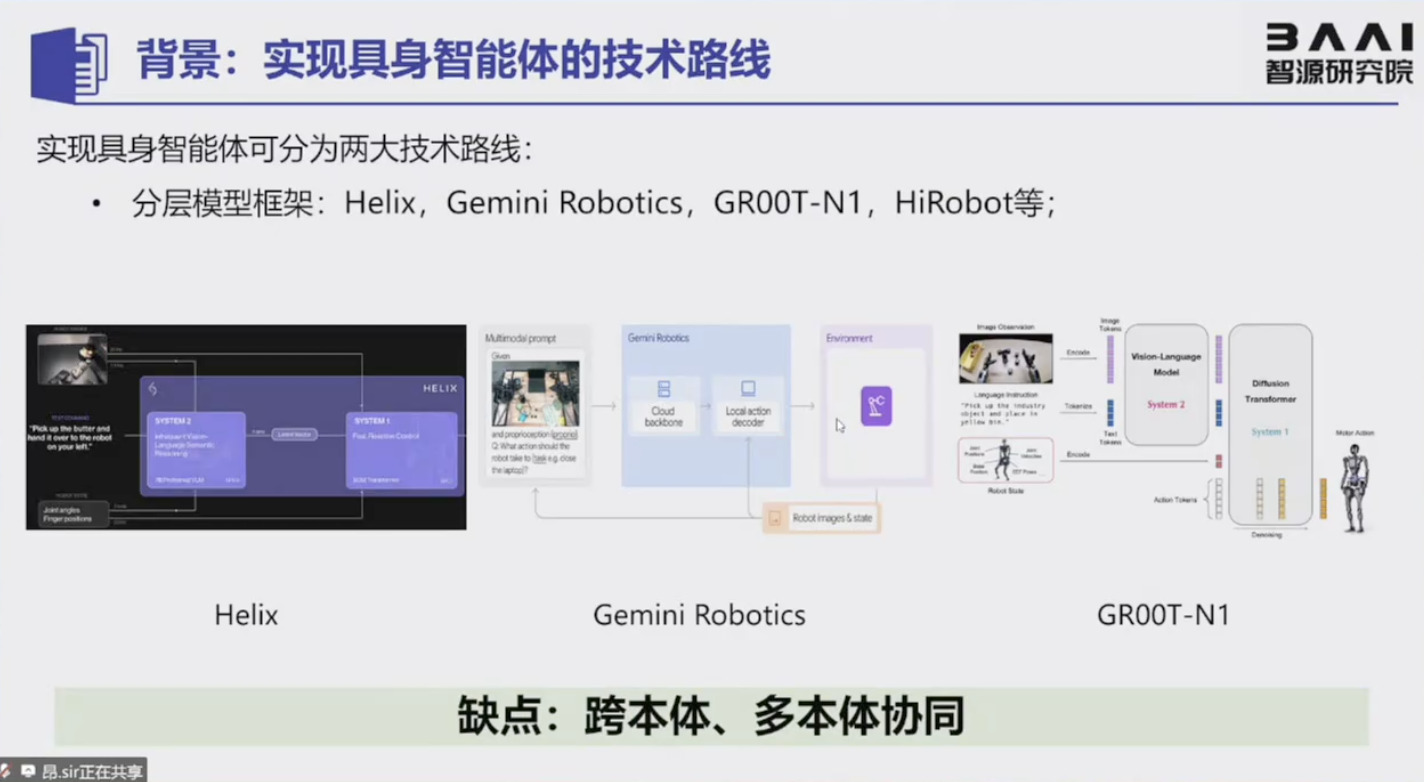 背景：实现具身智能体的技术路线
BAAI
智源研究院
实现具身智能体可分为两大技术路线：
• 分层模型框架：Helix，Gemini Robotics，GR00T-N1，HiRobot等；
HELIX
"Pick up the butter and
hand it over to the robot
on your left."
SYSTEM 2
SYSTEM 1
Joint angles
Finger positions
Multimodal prompt
Given
and proprioception {proprio}
Q: What action should the
robot take to {task e.g. close
the laptop}?
Gemini Robotics
Cloud
backbone
Local action
decoder
Environment
Robot images & state
Image Observation
Language Instruction
"Pick up the industry
object and place in
yellow bin."
Robot State
Encode
Tokenize
Encode
Image
Tokens
Text
Tokens
Vision-Language
Model
System 2
Action Tokens
Diffusion
Transformer
System 1
Denoising
Motor Action
Helix
Gemini Robotics
GR00T-N1
缺点：跨本体、多本体协同
昂.sir正在共享